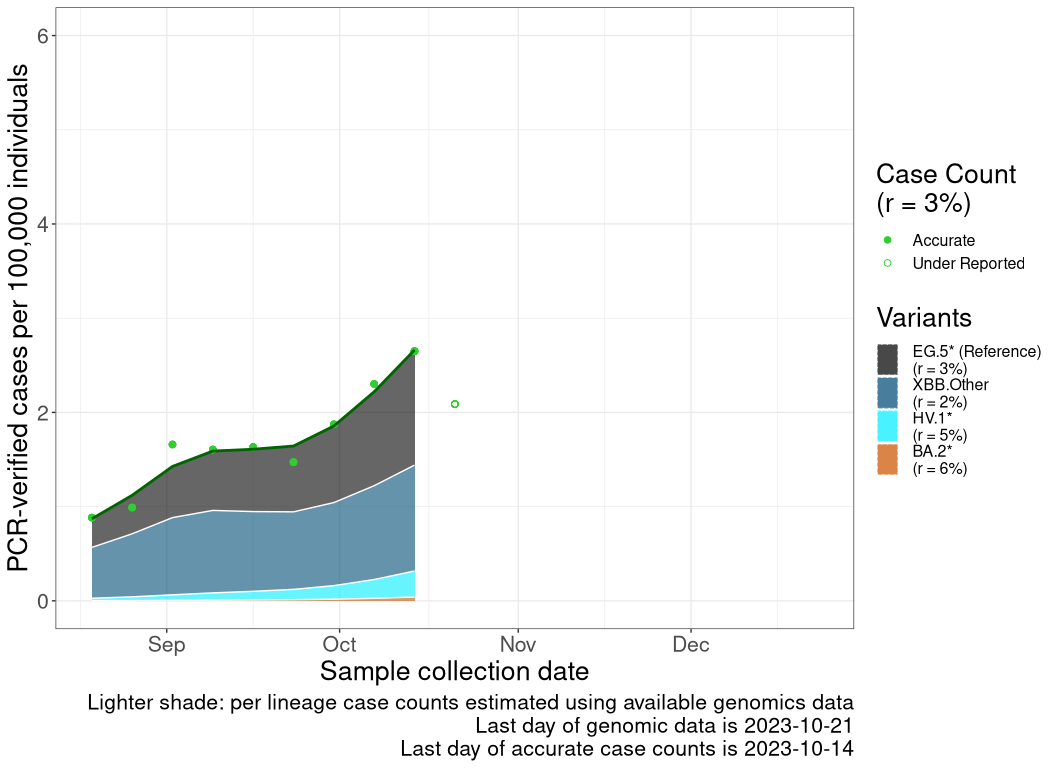 PCR-verified cases per 100,000 individuals
6
4
2
0
Sep
Oct
Nov
Dec
Sample collection date
Lighter shade: per lineage case counts estimated using available genomics data
Last day of genomic data is 2023-10-21
Last day of accurate case counts is 2023-10-14
Case Count
(r = 3%)
Accurate
Under Reported
Variants
EG.5* (Reference)
(r = 3%)
XBB.Other
(r = 2%)
HV.1*
(r = 5%)
BA.2*
(r = 6%)